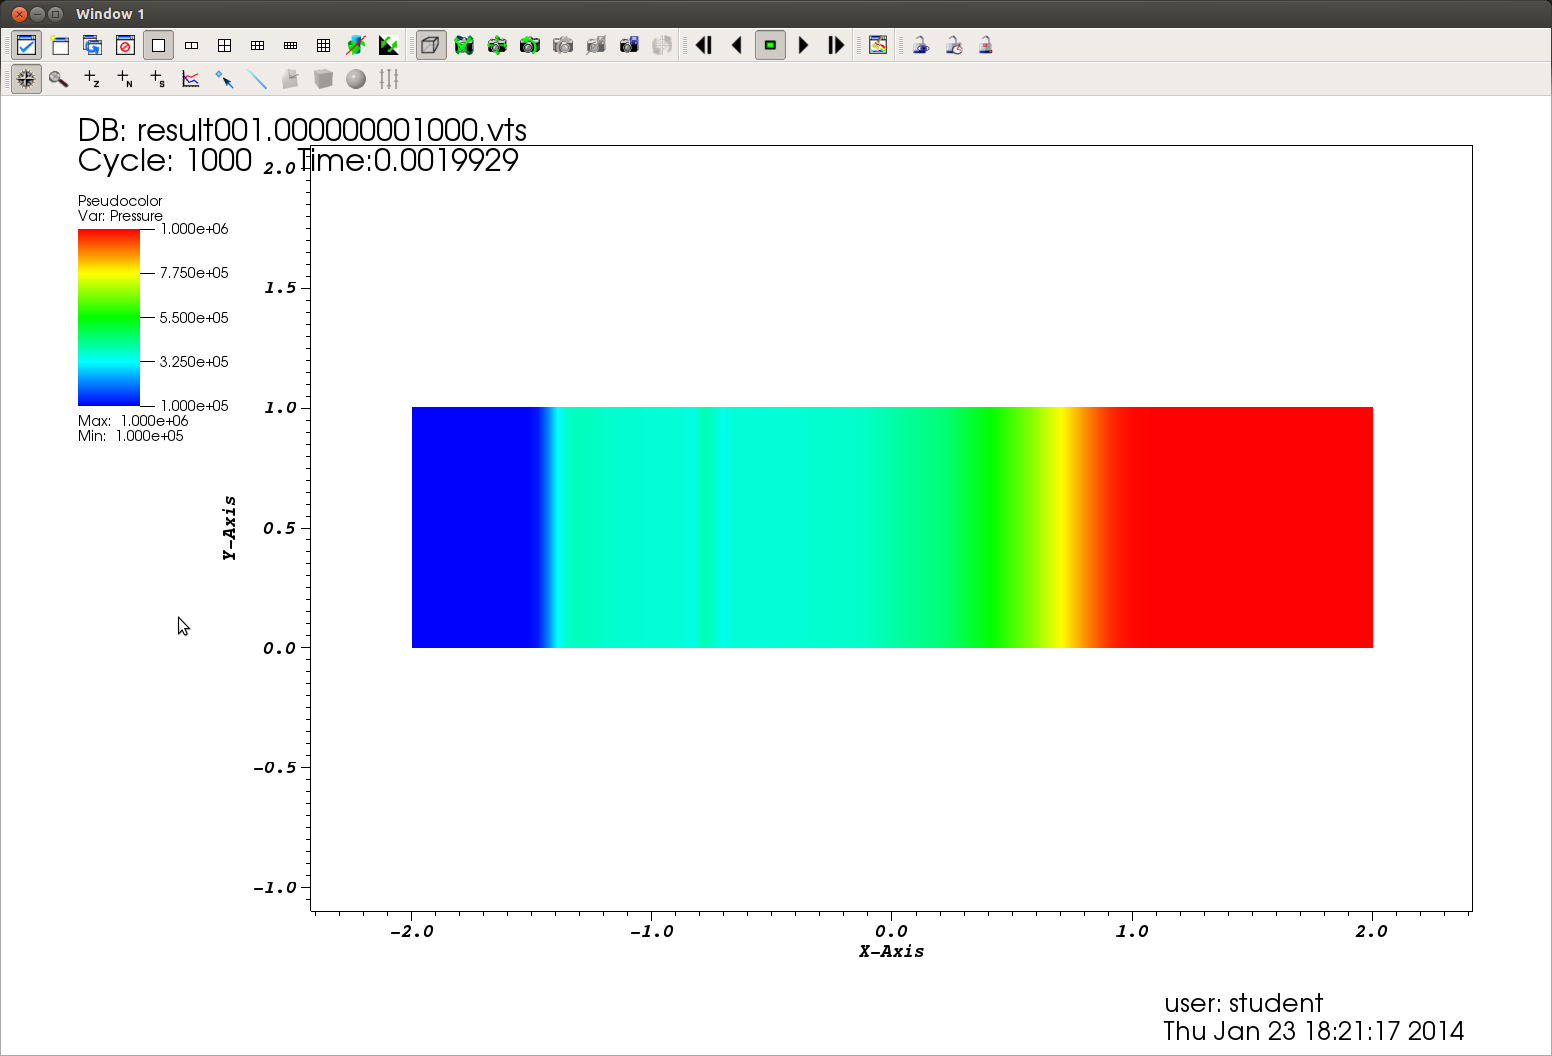 Window 1
DB: result001.000000001000.vts
Cycle: 1000 Time:0.0019929
Pseudocolor
Var: Pressure
1.000e+06
7.750e+05
5.500e+05
3.250e+05
1.000e+05
Max: 1.000e+06
Min: 1.000e+05
2.0
1.5
1.0
0.5
0.0
-0.5
-1.0
Y-Axis
-2.0 -1.0 0.0 1.0 2.0
X-Axis
user: student
Thu Jan 23 18:21:17 2014